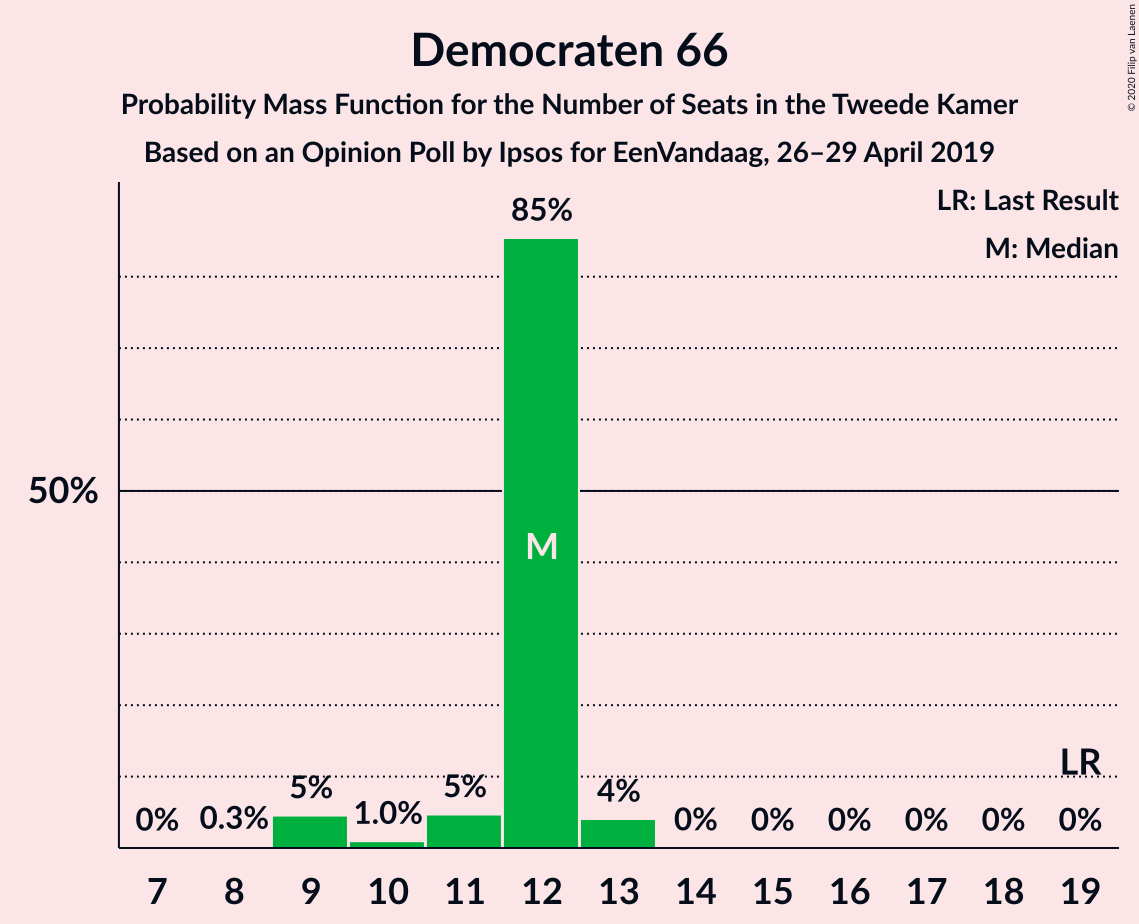 Democraten 66
Probability Mass Function for the Number of Seats in the Tweede Kamer
Based on an Opinion Poll by Ipsos for EenVandaag, 26–29 April 2019
© 2020 Filip van Laenen
LR: Last Result
M: Median
85%
50%
M
LR
0% 0.3% 5% 1.0% 5% 4% 0% 0% 0% 0% 0% 0%
7 8 9 10 11 12 13 14 15 16 17 18 19